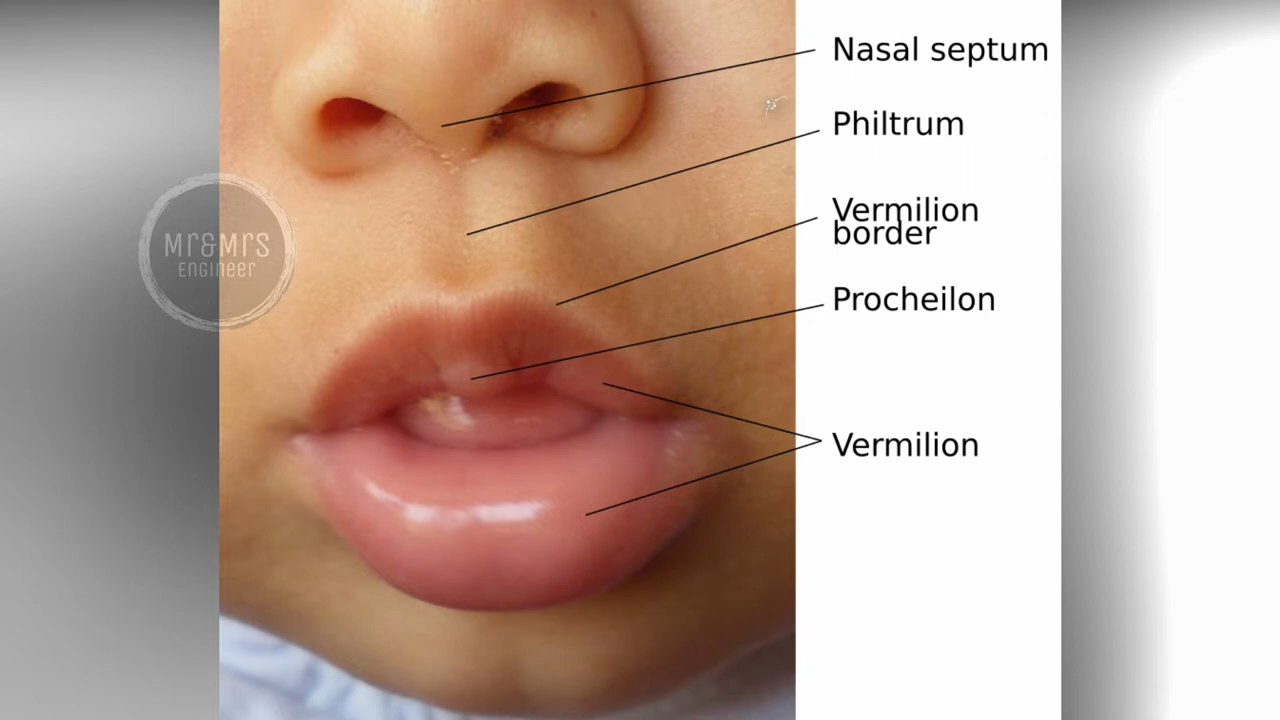 Nasal septum
Philtrum
Vermilion
border
Procheilon
Vermilion
Mr&Mrs
Engineer